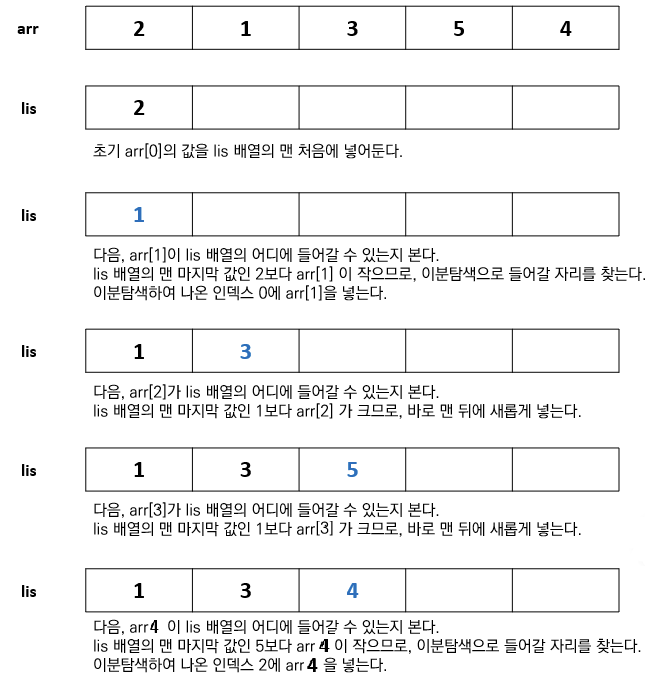 arr 2 1 3 5 4
lis 2
초기 arr[0]의 값을 lis 배열의 맨 처음에 넣어둔다.
lis 1
다음, arr[1]이 lis 배열의 어디에 들어갈 수 있는지 본다.
lis 배열의 맨 마지막 값인 2보다 arr[1] 이 작으므로, 이분탐색으로 들어갈 자리를 찾는다.
이분탐색하여 나온 인덱스 0에 arr[1]을 넣는다.
lis 1 3
다음, arr[2]가 lis 배열의 어디에 들어갈 수 있는지 본다.
lis 배열의 맨 마지막 값인 1보다 arr[2] 가 크므로, 바로 맨 뒤에 새롭게 넣는다.
lis 1 3 5
다음, arr[3]가 lis 배열의 어디에 들어갈 수 있는지 본다.
lis 배열의 맨 마지막 값인 1보다 arr[3] 가 크므로, 바로 맨 뒤에 새롭게 넣는다.
lis 1 3 4
다음, arr4 이 lis 배열의 어디에 들어갈 수 있는지 본다.
lis 배열의 맨 마지막 값인 5보다 arr 4 이 작으므로, 이분탐색으로 들어갈 자리를 찾는다.
이분탐색하여 나온 인덱스 2에 arr 4 을 넣는다.